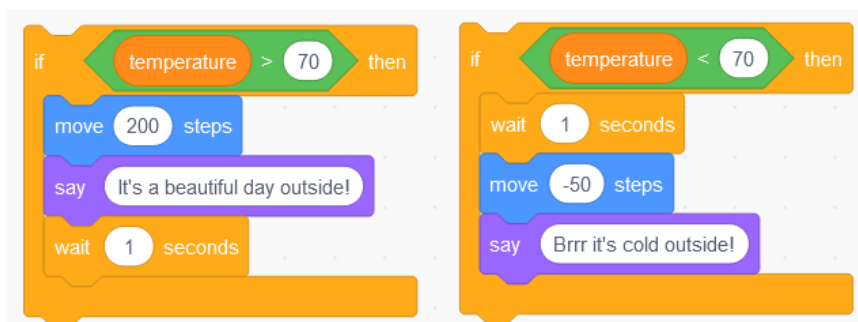 if temperature > 70 then
move 200 steps
say It's a beautiful day outside!
wait 1 seconds
if temperature < 70 then
wait 1 seconds
move -50 steps
say Brrr it's cold outside!